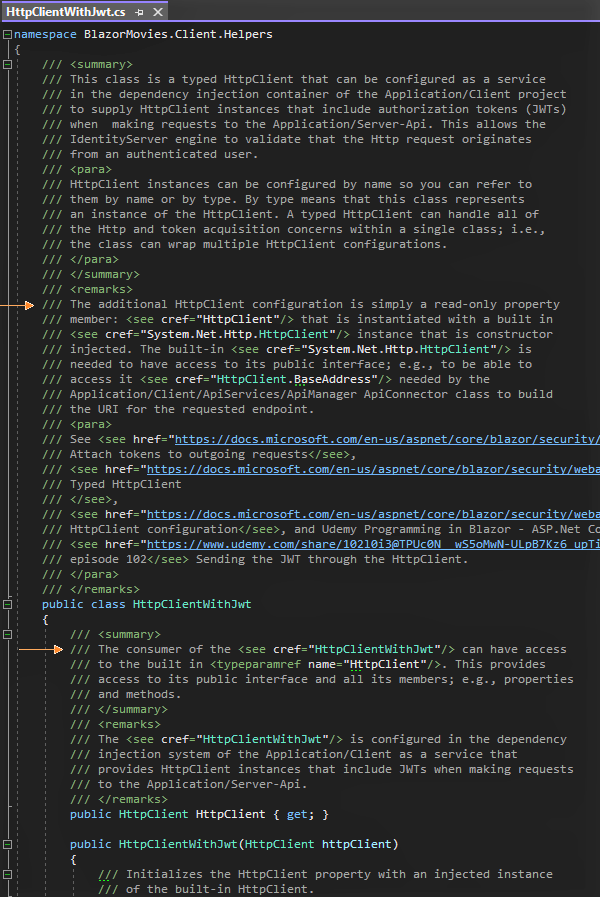 HttpClientWithJwt.cs
namespace BlazorMovies.Client.Helpers
{
/// <summary>
/// This class is a typed HttpClient that can be configured as a service
/// in the dependency injection container of the Application/Client project
/// to supply HttpClient instances that include authorization tokens (JWTs)
/// when  making requests to the Application/Server-Api. This allows the
/// IdentityServer engine to validate that the Http request originates
/// from an authenticated user.
/// <para>
/// HttpClient instances can be configured by name so you can refer to
/// them by name or by type. By type means that this class represents
/// an instance of the HttpClient. A typed HttpClient can handle all of
/// the Http and token acquisition concerns within a single class; i.e.,
/// the class can wrap multiple HttpClient configurations.
/// </para>
/// </summary>
/// <remarks>
/// The additional HttpClient configuration is simply a read-only property
/// member: <see cref="HttpClient"/> that is instantiated with a built in
/// <see cref="System.Net.Http.HttpClient"/> instance that is constructor
/// injected. The built-in <see cref="System.Net.Http.HttpClient"/> is
/// needed to have access to its public interface; e.g., to be able to
/// access it <see cref="HttpClient.BaseAddress"/> needed by the
/// Application/Client/ApiServices/ApiManager ApiConnector class to build
/// the URI for the requested endpoint.
/// <para>
/// See <see href="https://docs.microsoft.com/en-us/aspnet/core/blazor/security/
/// Attach tokens to outgoing requests</see>,
/// <see href="https://docs.microsoft.com/en-us/aspnet/core/blazor/security/weba
/// Typed HttpClient
/// </see>,
/// <see href="https://docs.microsoft.com/en-us/aspnet/core/blazor/security/weba
/// HttpClient configuration</see>, and Udemy Programming in Blazor - ASP.Net Co
/// <see href="https://www.udemy.com/share/102l0i3@TPUc0N__wS5oMwN-ULpB7Kz6_upTi
/// episode 102</see> Sending the JWT through the HttpClient.
/// </para>
/// </remarks>
public class HttpClientWithJwt
{
/// <summary>
/// The consumer of the <see cref="HttpClientWithJwt"/> can have access
/// to the built in <typeparamref name="HttpClient"/>. This provides
/// access to its public interface and all its members; e.g., properties
/// and methods.
/// </summary>
/// <remarks>
/// The <see cref="HttpClientWithJwt"/> is configured in the dependency
/// injection system of the Application/Client as a service that
/// provides HttpClient instances that include JWTs when making requests
/// to the Application/Server-Api.
/// </remarks>
public HttpClient HttpClient { get; }
public HttpClientWithJwt(HttpClient httpClient)
{
/// Initializes the HttpClient property with an injected instance
/// of the built-in HttpClient.